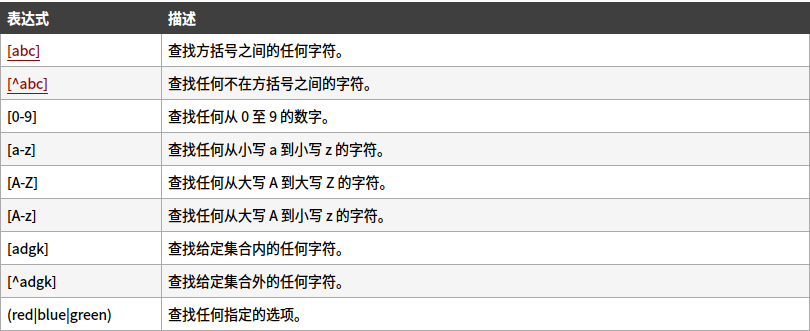 表达式 描述
[abc] 查找方括号之间的任何字符。
[^abc] 查找任何不在方括号之间的字符。
[0-9] 查找任何从 0 至 9 的数字。
[a-z] 查找任何从小写 a 到小写 z 的字符。
[A-Z] 查找任何从大写 A 到大写 Z 的字符。
[A-z] 查找任何从大写 A 到小写 z 的字符。
[adgk] 查找给定集合内的任何字符。
[^adgk] 查找给定集合外的任何字符。
(red|blue|green) 查找任何指定的选项。